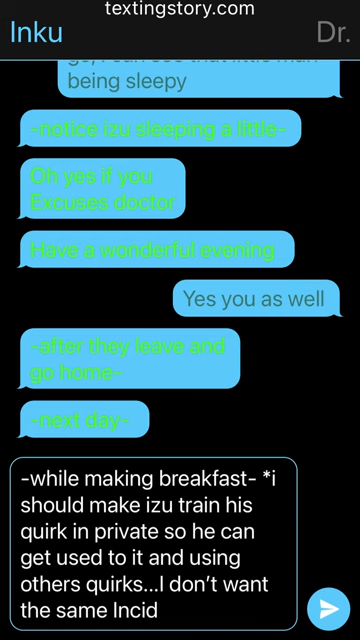 textingstory.com
Inku
Dr.
being sleepy
-notice izu sleeping a little-
Oh yes if you
Excuses doctor
Have a wonderful evening
Yes you as well
-after they leave and
go home-
-next day-
-while making breakfast- *i
should make izu train his
quirk in private so he can
get used to it and using
others quirks...I don't want
the same Incid